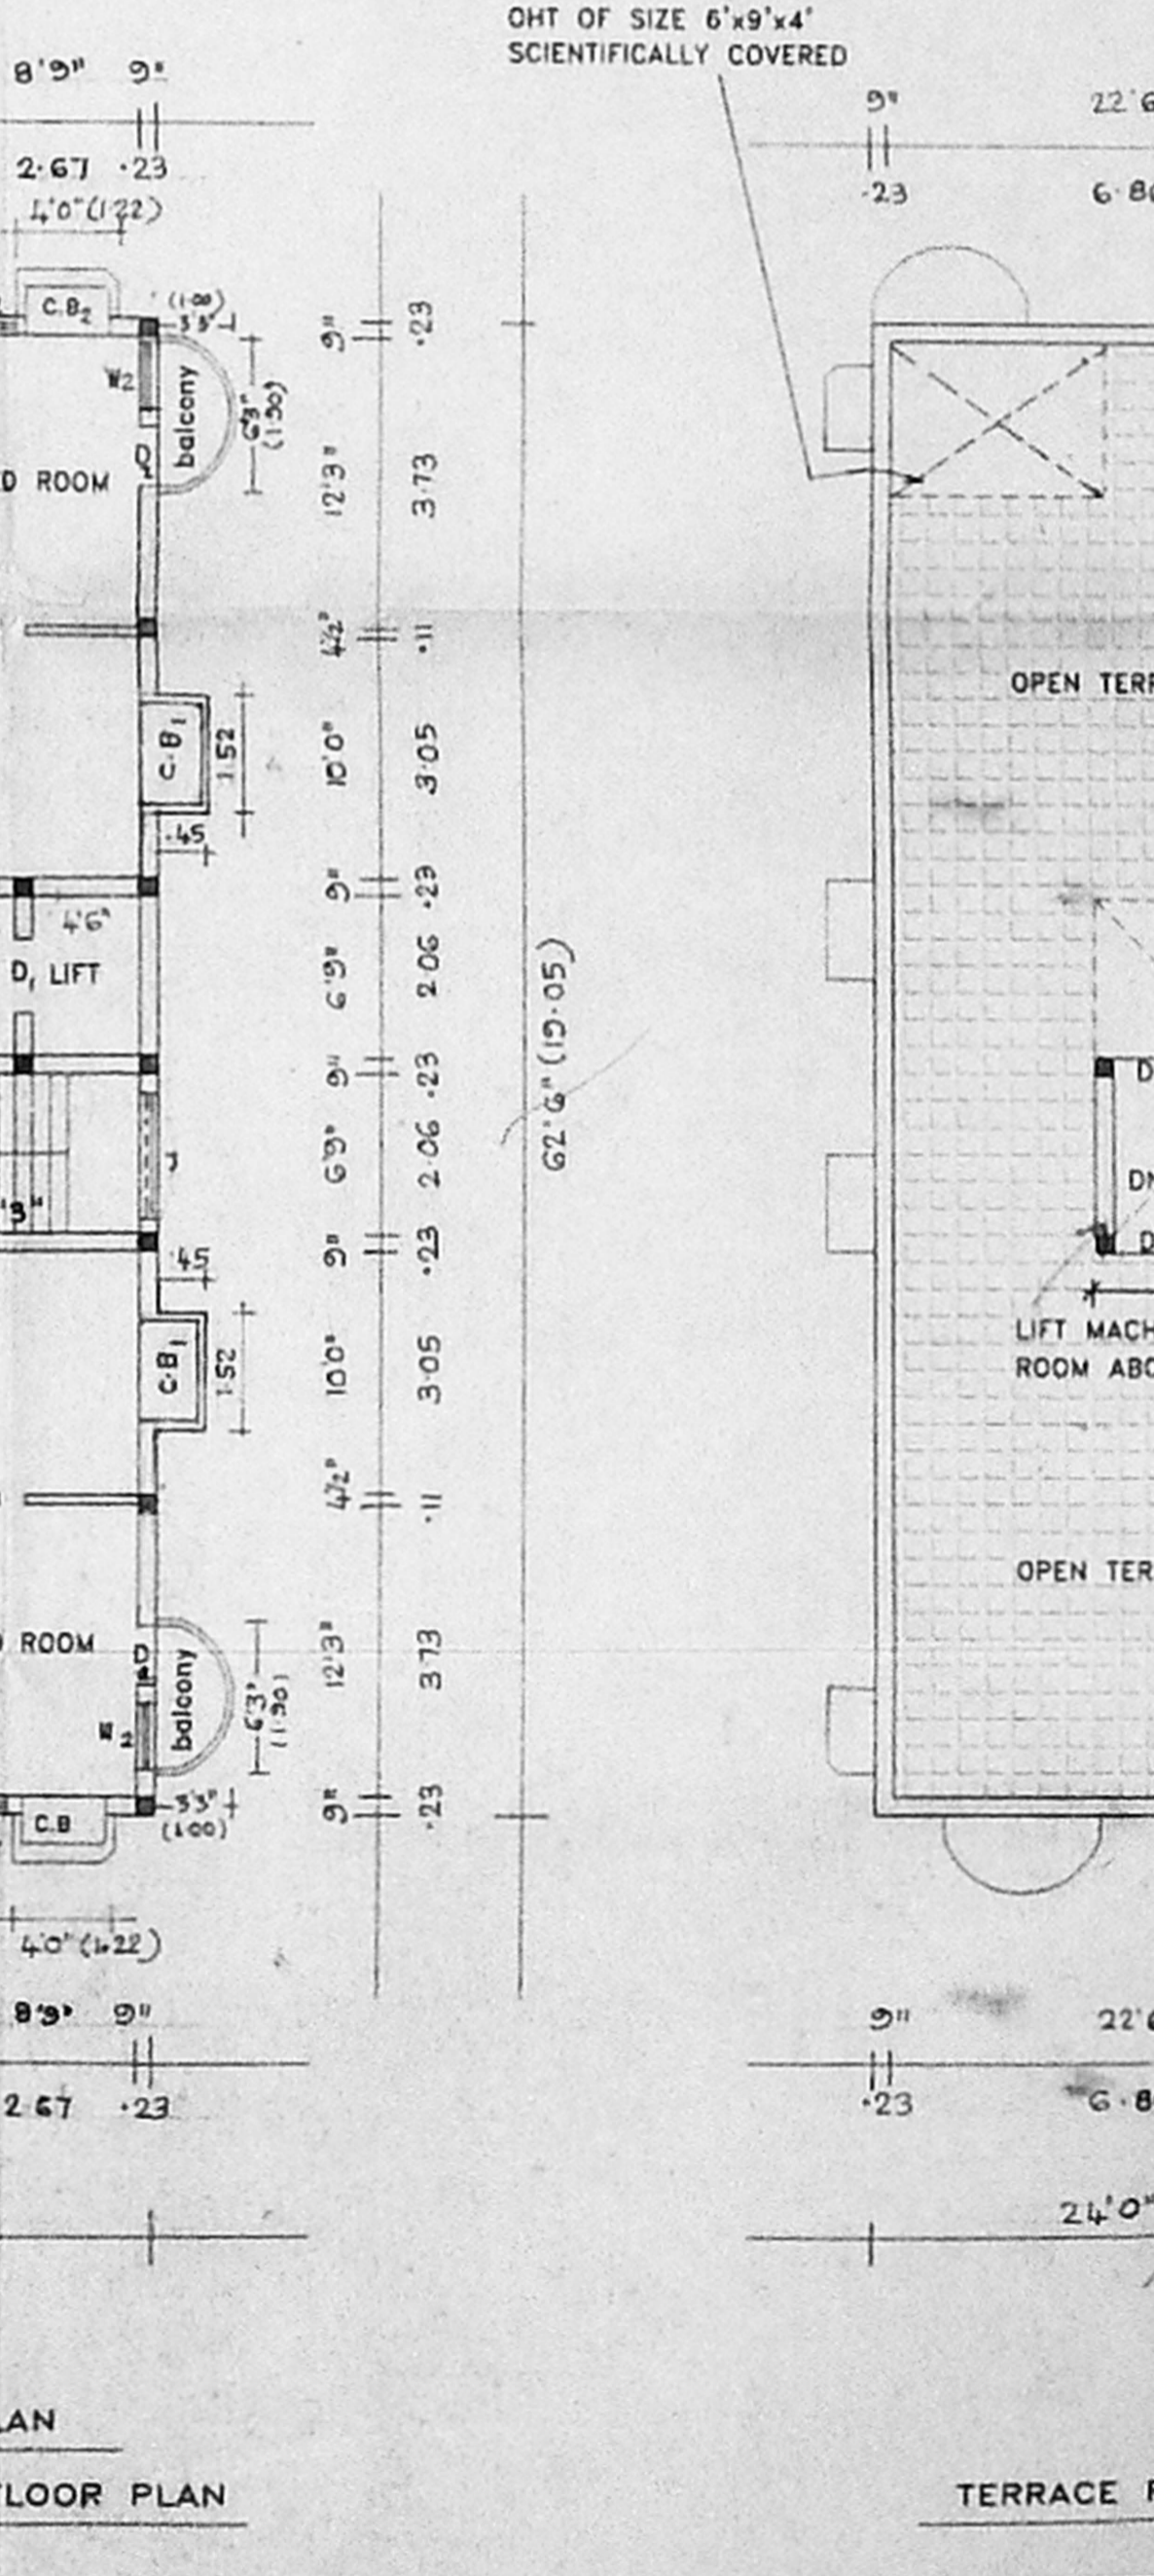 OHT OF SIZE 6'x9'x4'
SCIENTIFICALLY COVERED
8'9" 9"
2.67 .23
4'0" (1.22)
C.B2
(1.00)
3'3"
W2
balcony
6'3"
(1.90)
D ROOM
C.B1
1.52
.45
4'6"
D, LIFT
.45
C.B1
1.52
ROOM
balcony
6'3"
(1.90)
3'3"
(1.00)
C.B
4'0" (1.22)
8'9" 9"
2.67 .23
9" .23
12'3" 3.73
4½" .11
10'0" 3.05
9" .23
6'9" 2.06
9" .23
6'9" 2.06
9" .23
10'0" 3.05
4½" .11
12'3" 3.73
9" .23
62'6" (19.05)
LAN
FLOOR PLAN
9" 22'6
.23 6.86
OPEN TERR
D
DN
D
LIFT MACH
ROOM ABO
OPEN TER
9" 22'6
.23 6.8
24'0"
TERRACE P